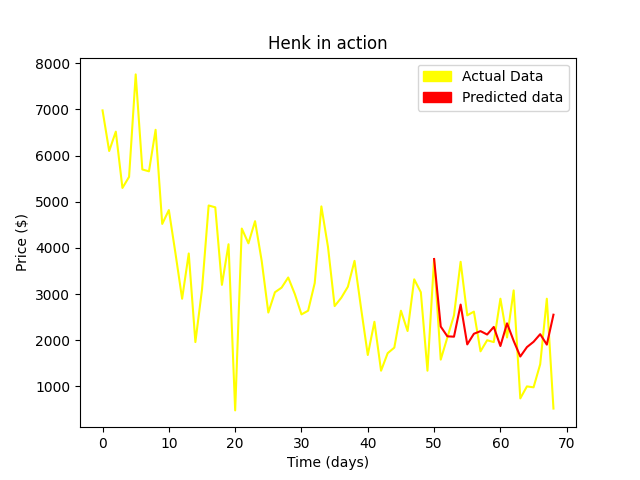 Henk in action
Actual Data
Predicted data
8000
7000
6000
5000
4000
3000
2000
1000
Price ($)
0 10 20 30 40 50 60 70
Time (days)